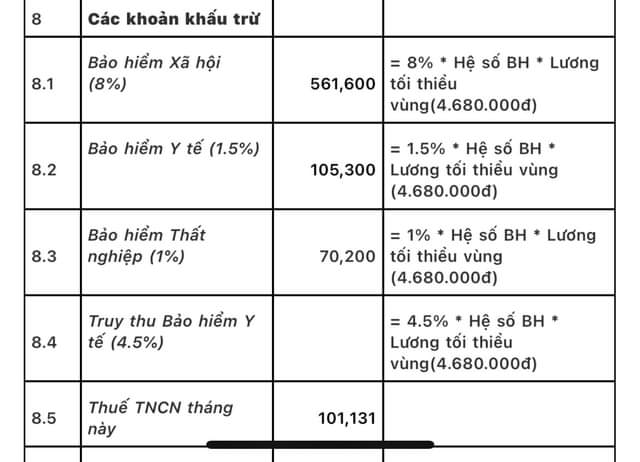 8 Các khoản khấu trừ
8.1 Bảo hiểm Xã hội (8%) 561,600 = 8% * Hệ số BH * Lương tối thiểu vùng(4.680.000đ)
8.2 Bảo hiểm Y tế (1.5%) 105,300 = 1.5% * Hệ số BH * Lương tối thiểu vùng (4.680.000đ)
8.3 Bảo hiểm Thất nghiệp (1%) 70,200 = 1% * Hệ số BH * Lương tối thiểu vùng (4.680.000đ)
8.4 Truy thu Bảo hiểm Y tế (4.5%) = 4.5% * Hệ số BH * Lương tối thiểu vùng(4.680.000đ)
8.5 Thuế TNCN tháng này 101,131